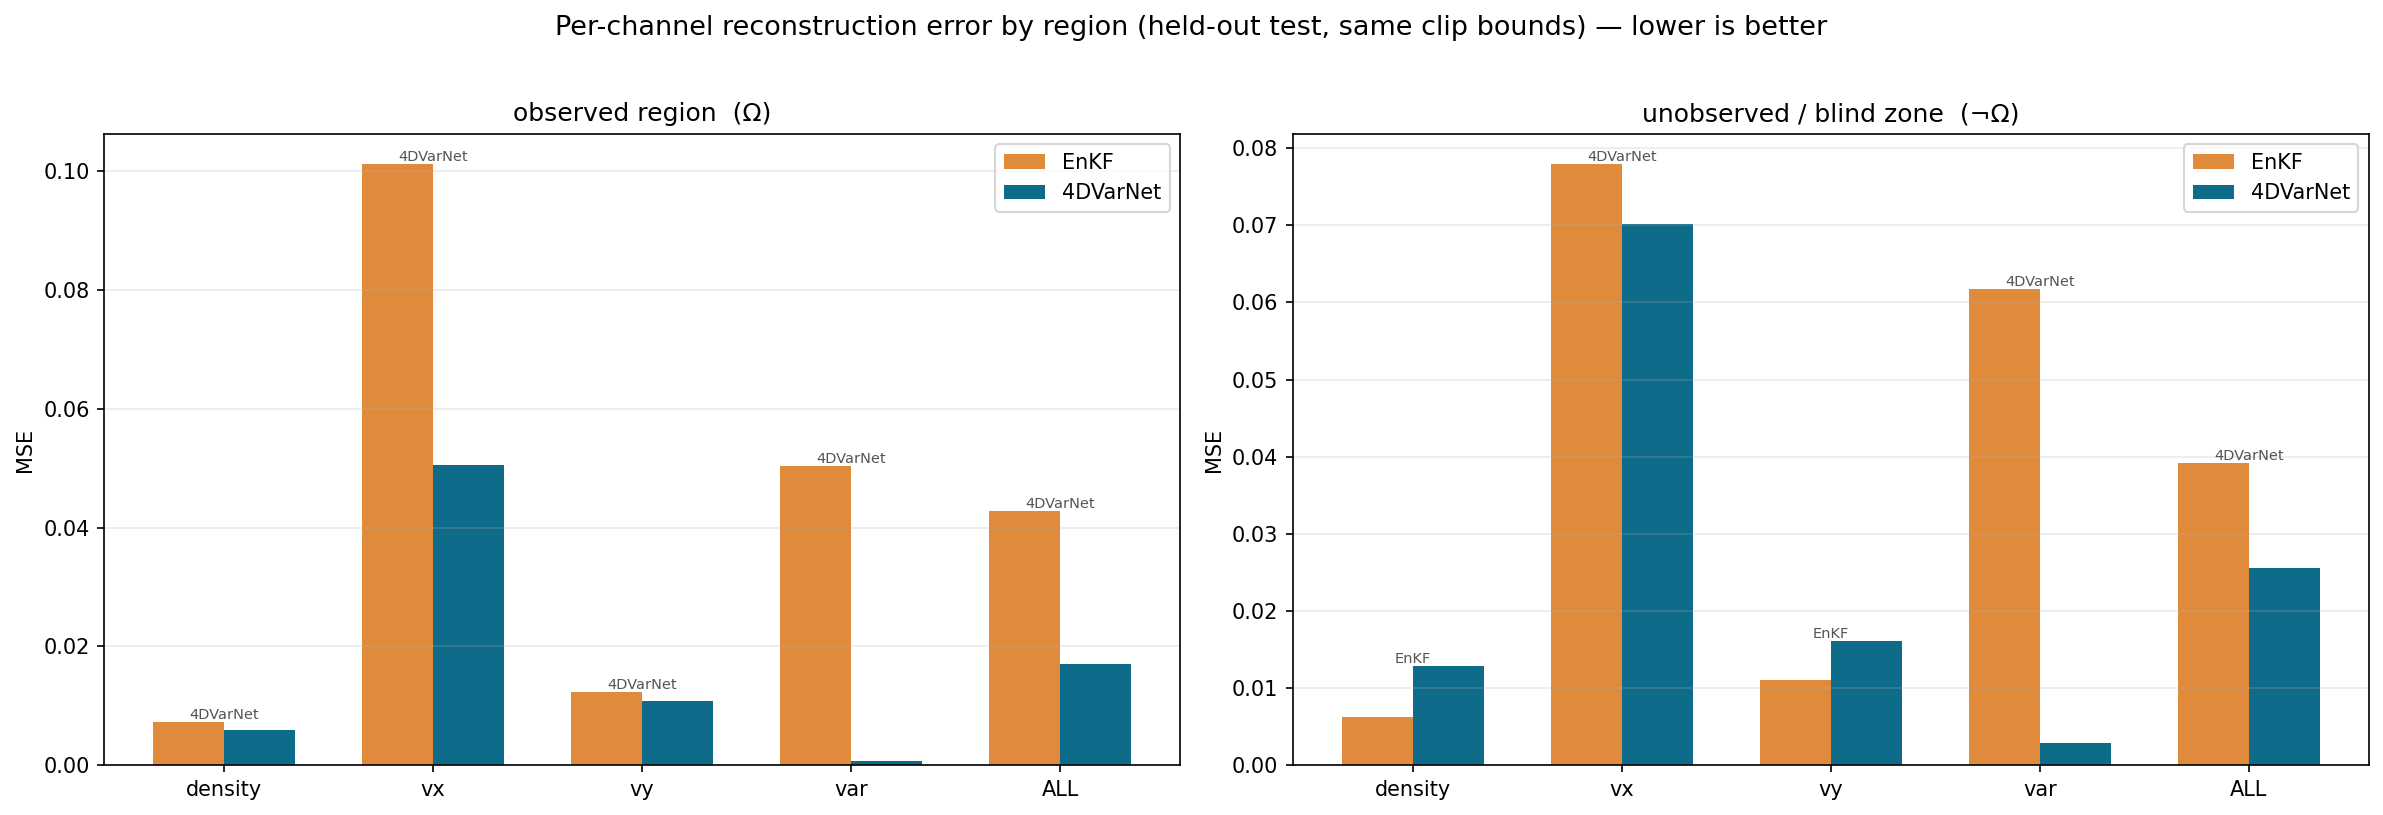 Per-channel reconstruction error by region (held-out test, same clip bounds) — lower is better
observed region  (Ω)
MSE
0.10
0.08
0.06
0.04
0.02
0.00
4DVarNet
4DVarNet
4DVarNet
4DVarNet
4DVarNet
EnKF
4DVarNet
density
vx
vy
var
ALL
unobserved / blind zone  (¬Ω)
MSE
0.08
0.07
0.06
0.05
0.04
0.03
0.02
0.01
0.00
EnKF
4DVarNet
EnKF
4DVarNet
4DVarNet
EnKF
4DVarNet
density
vx
vy
var
ALL